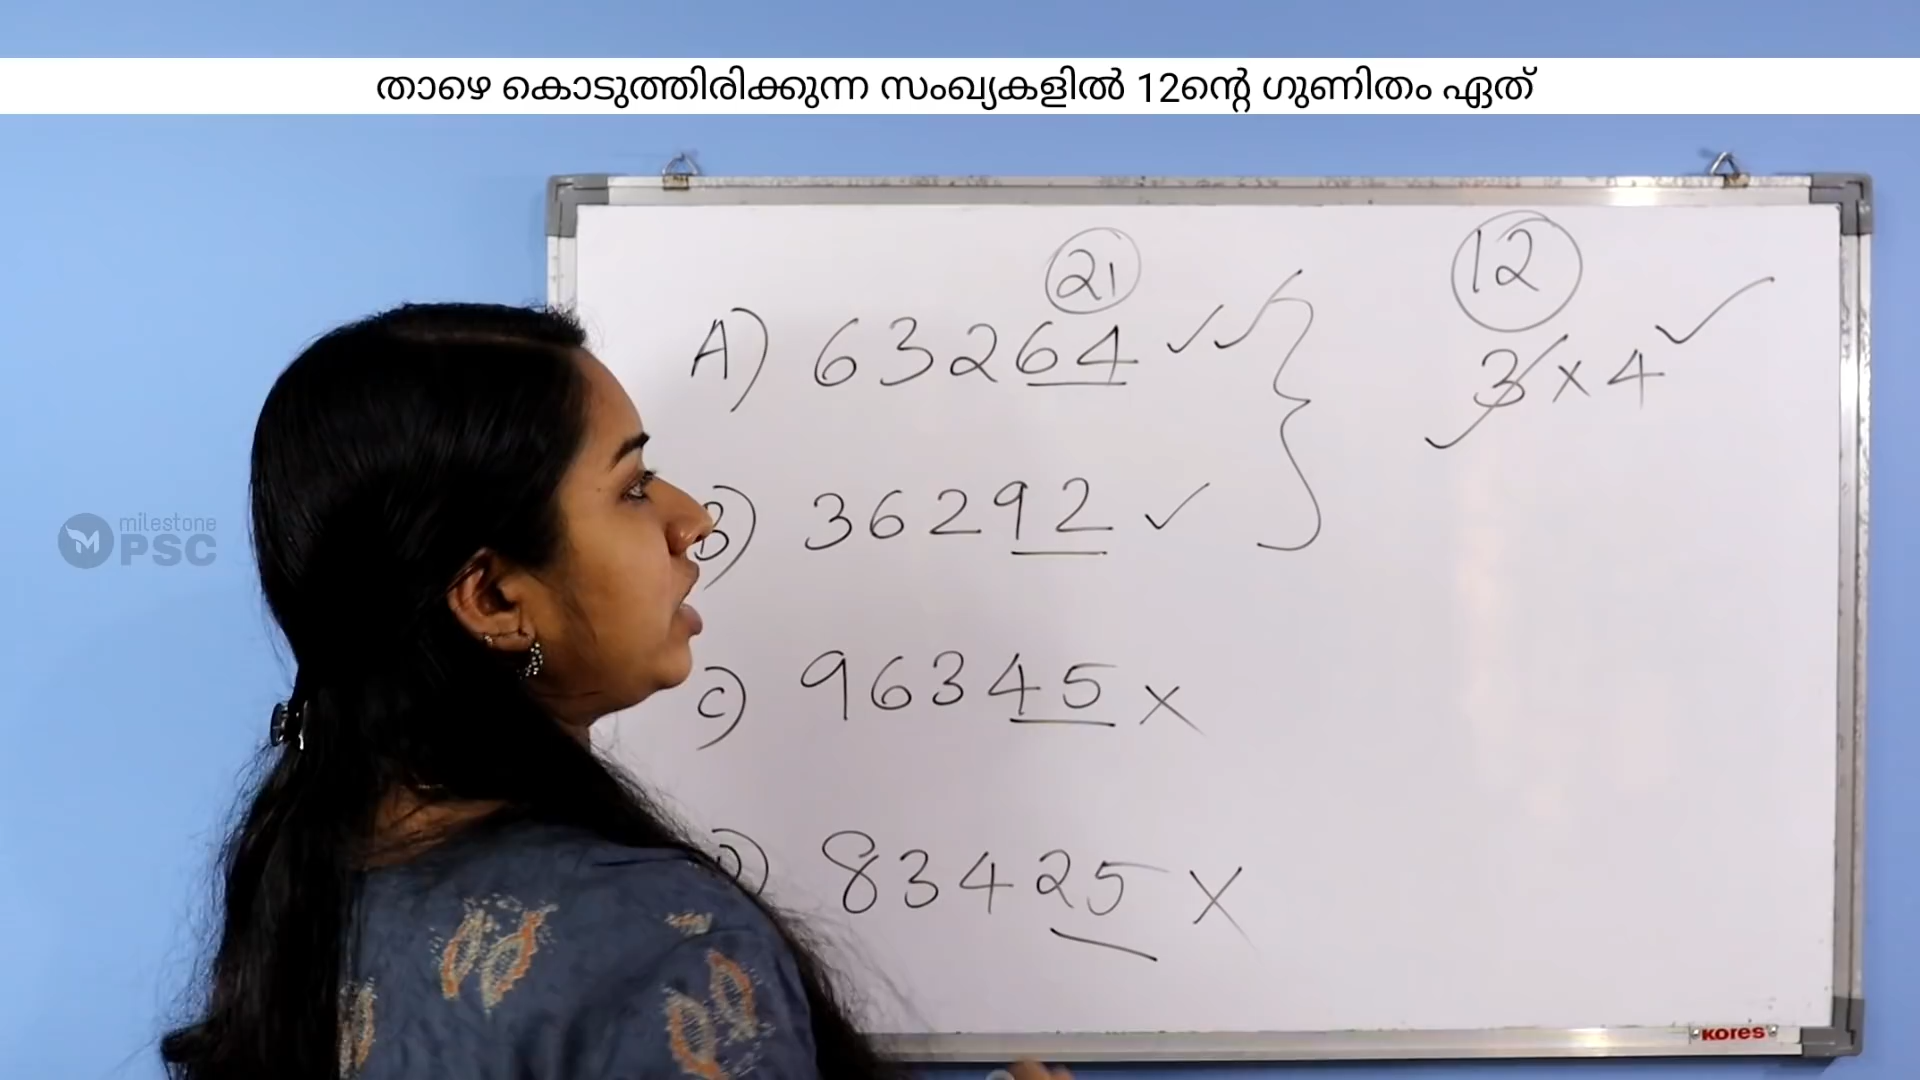 താഴെ കൊടുത്തിരിക്കുന്ന സംഖ്യകളിൽ 12ന്റെ ഗുണിതം ഏത്
21
A) 63264 ✓✓
B) 36292 ✓
C) 96345 ×
D) 83425 ×
12
3 × 4 ✓
milestone
PSC
KORES